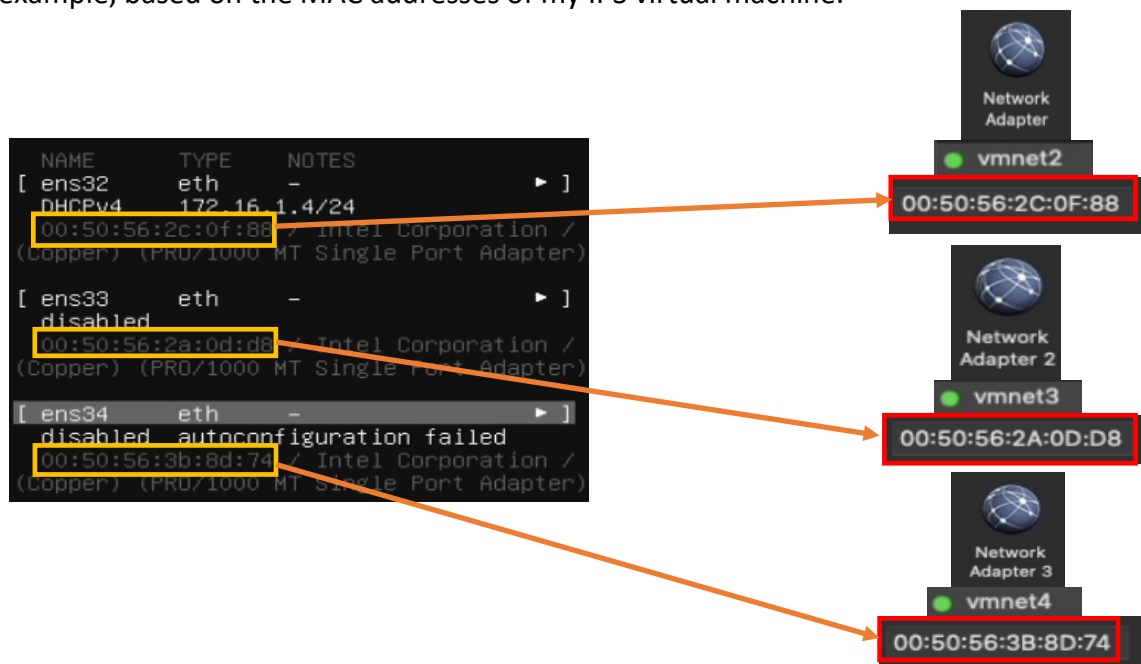 example, based on the MAC addresses of my IPS virtual machine:
NAME TYPE NOTES
[ ens32 eth – ► ]
DHCPv4 172.16.1.4/24
00:50:56:2c:0f:88 / Intel Corporation /
(Copper) (PRO/1000 MT Single Port Adapter)
[ ens33 eth – ► ]
disabled
00:50:56:2a:0d:d8 / Intel Corporation /
(Copper) (PRO/1000 MT Single Port Adapter)
[ ens34 eth – ► ]
disabled autoconfiguration failed
00:50:56:3b:8d:74 / Intel Corporation /
(Copper) (PRO/1000 MT Single Port Adapter)
Network
Adapter
vmnet2
00:50:56:2C:0F:88
Network
Adapter 2
vmnet3
00:50:56:2A:0D:D8
Network
Adapter 3
vmnet4
00:50:56:3B:8D:74